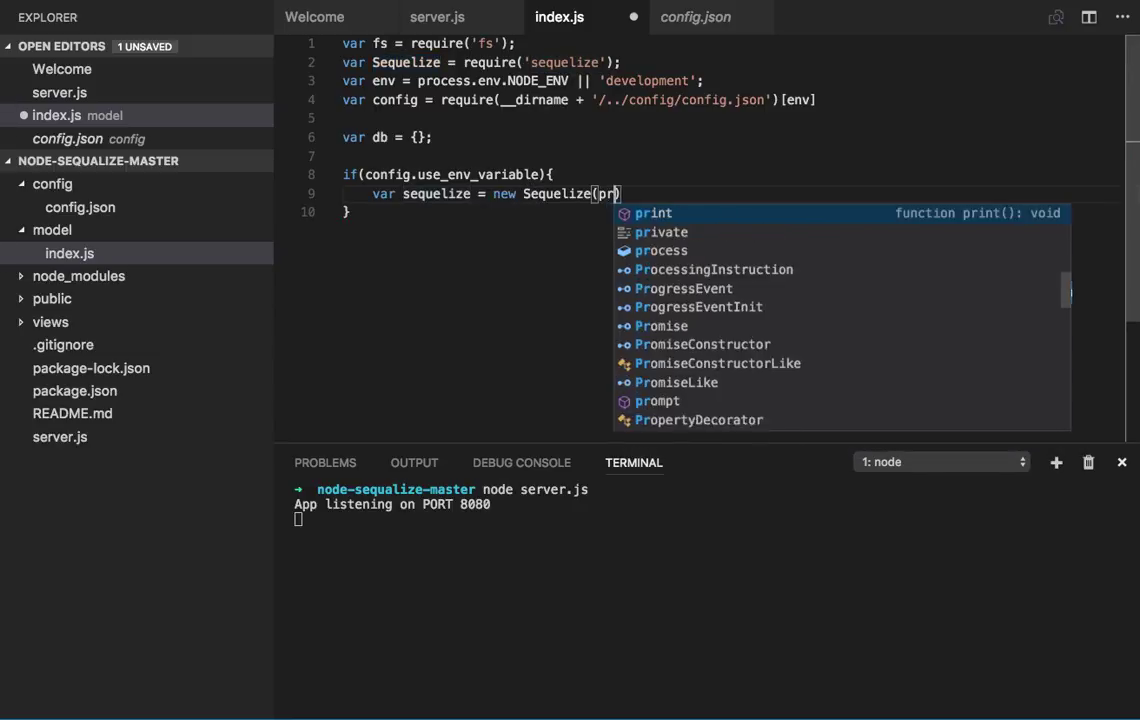 EXPLORER
Welcome
server.js
index.js
config.json
OPEN EDITORS 1 UNSAVED
Welcome
server.js
index.js model
config.json config
NODE-SEQUALIZE-MASTER
config
config.json
model
index.js
node_modules
public
views
.gitignore
package-lock.json
package.json
README.md
server.js
1 var fs = require('fs');
2 var Sequelize = require('sequelize');
3 var env = process.env.NODE_ENV || 'development';
4 var config = require(__dirname + '/../config/config.json')[env]
5
6 var db = {};
7
8 if(config.use_env_variable){
9 var sequelize = new Sequelize(pr)
10 }
print function print(): void
private
process
ProcessingInstruction
ProgressEvent
ProgressEventInit
Promise
PromiseConstructor
PromiseConstructorLike
PromiseLike
prompt
PropertyDecorator
PROBLEMS OUTPUT DEBUG CONSOLE TERMINAL 1: node
→ node-sequalize-master node server.js
App listening on PORT 8080